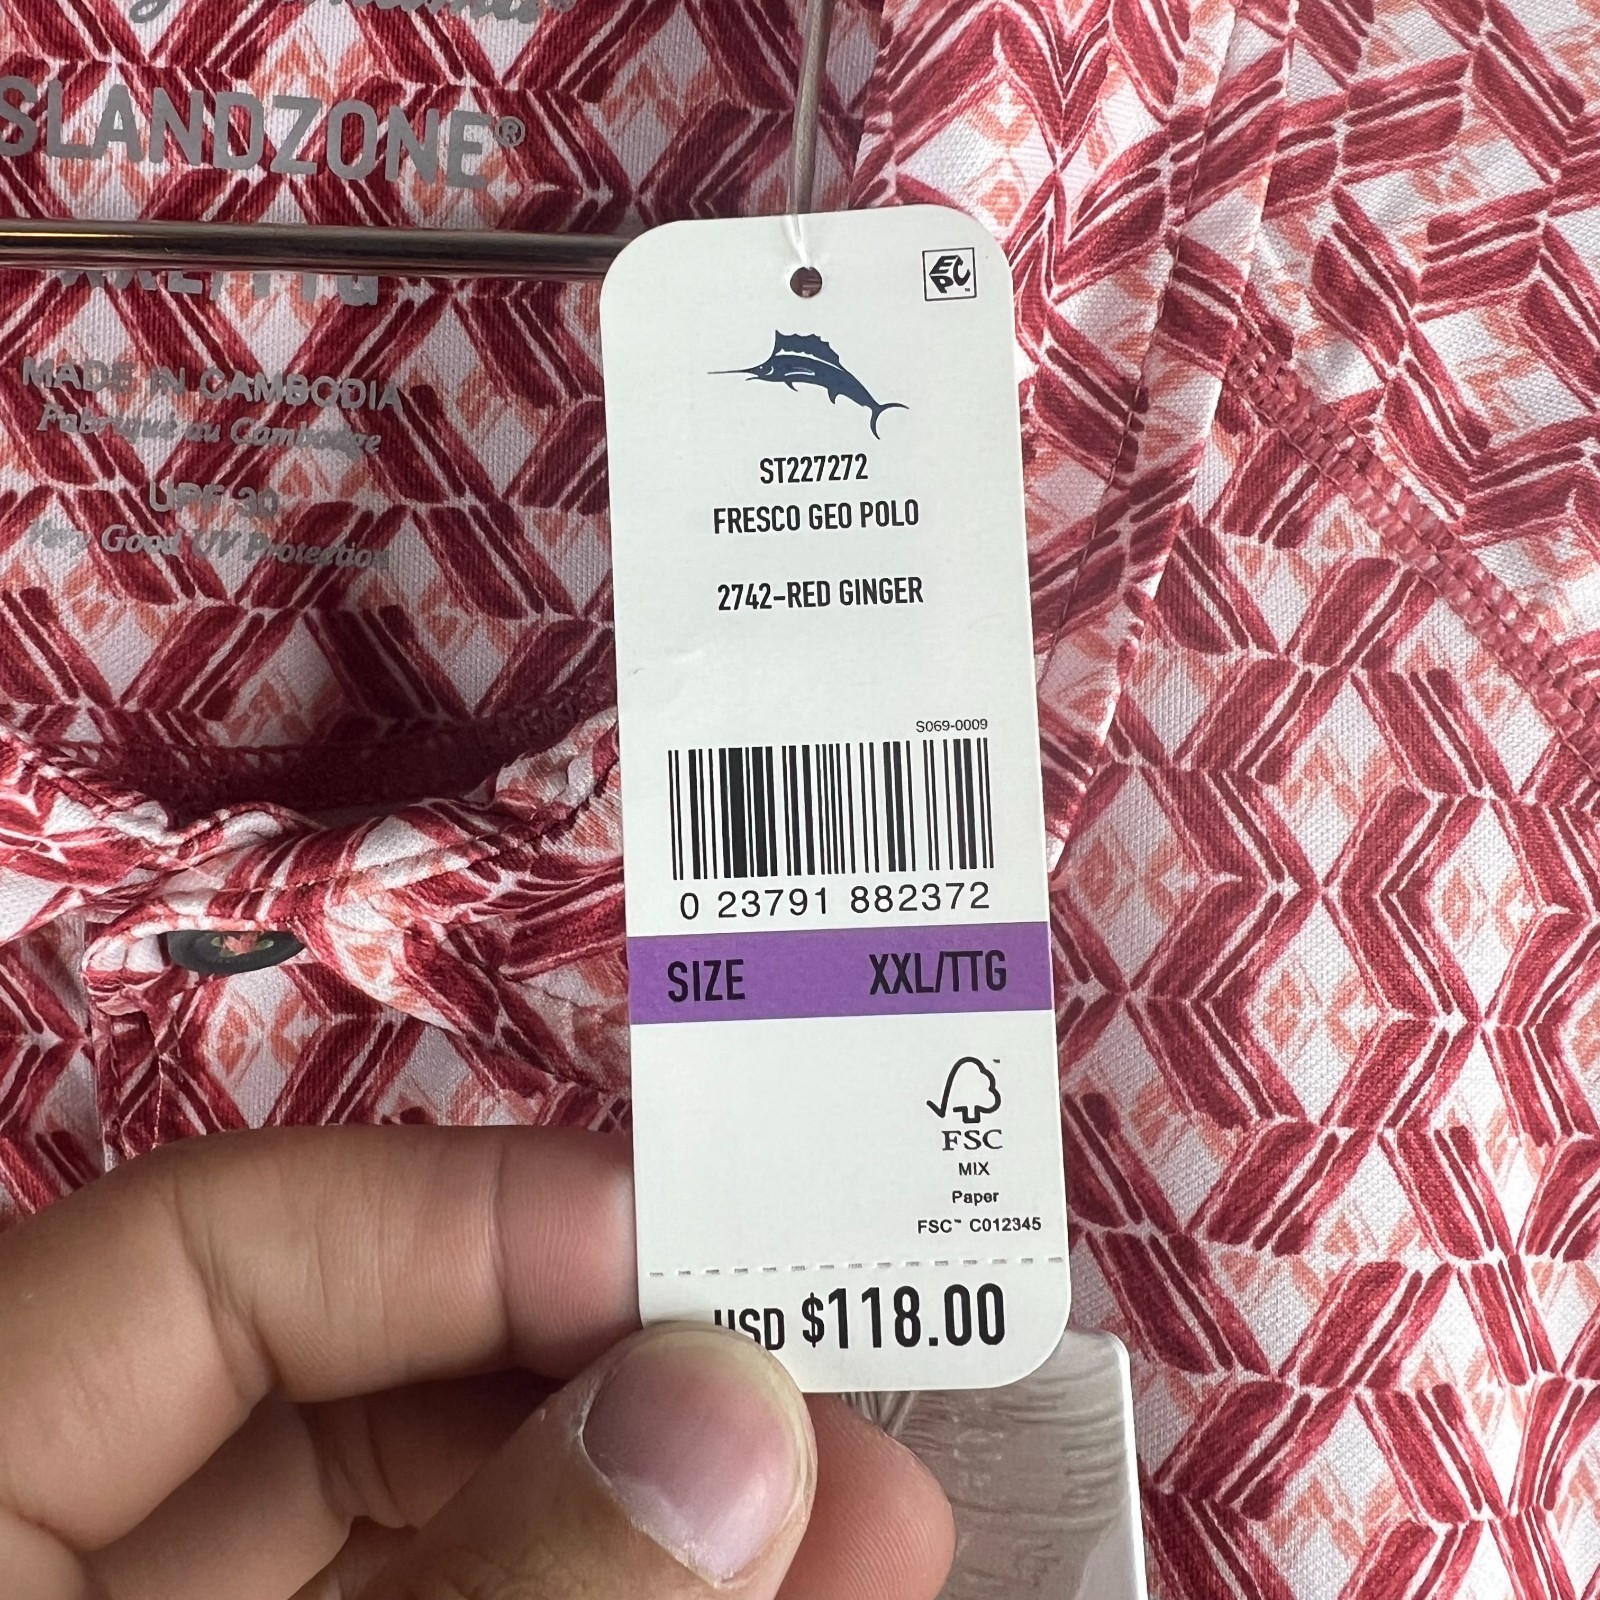 SLANDZONE®
MADE IN CAMBODIA
Fabriqué au Cambodge
UPF 30
Very Good UV Protection
ECPC
ST227272
FRESCO GEO POLO
2742-RED GINGER
S069-0009
0 23791 882372
SIZE XXL/TTG
FSC
MIX
Paper
FSC™ C012345
USD $118.00